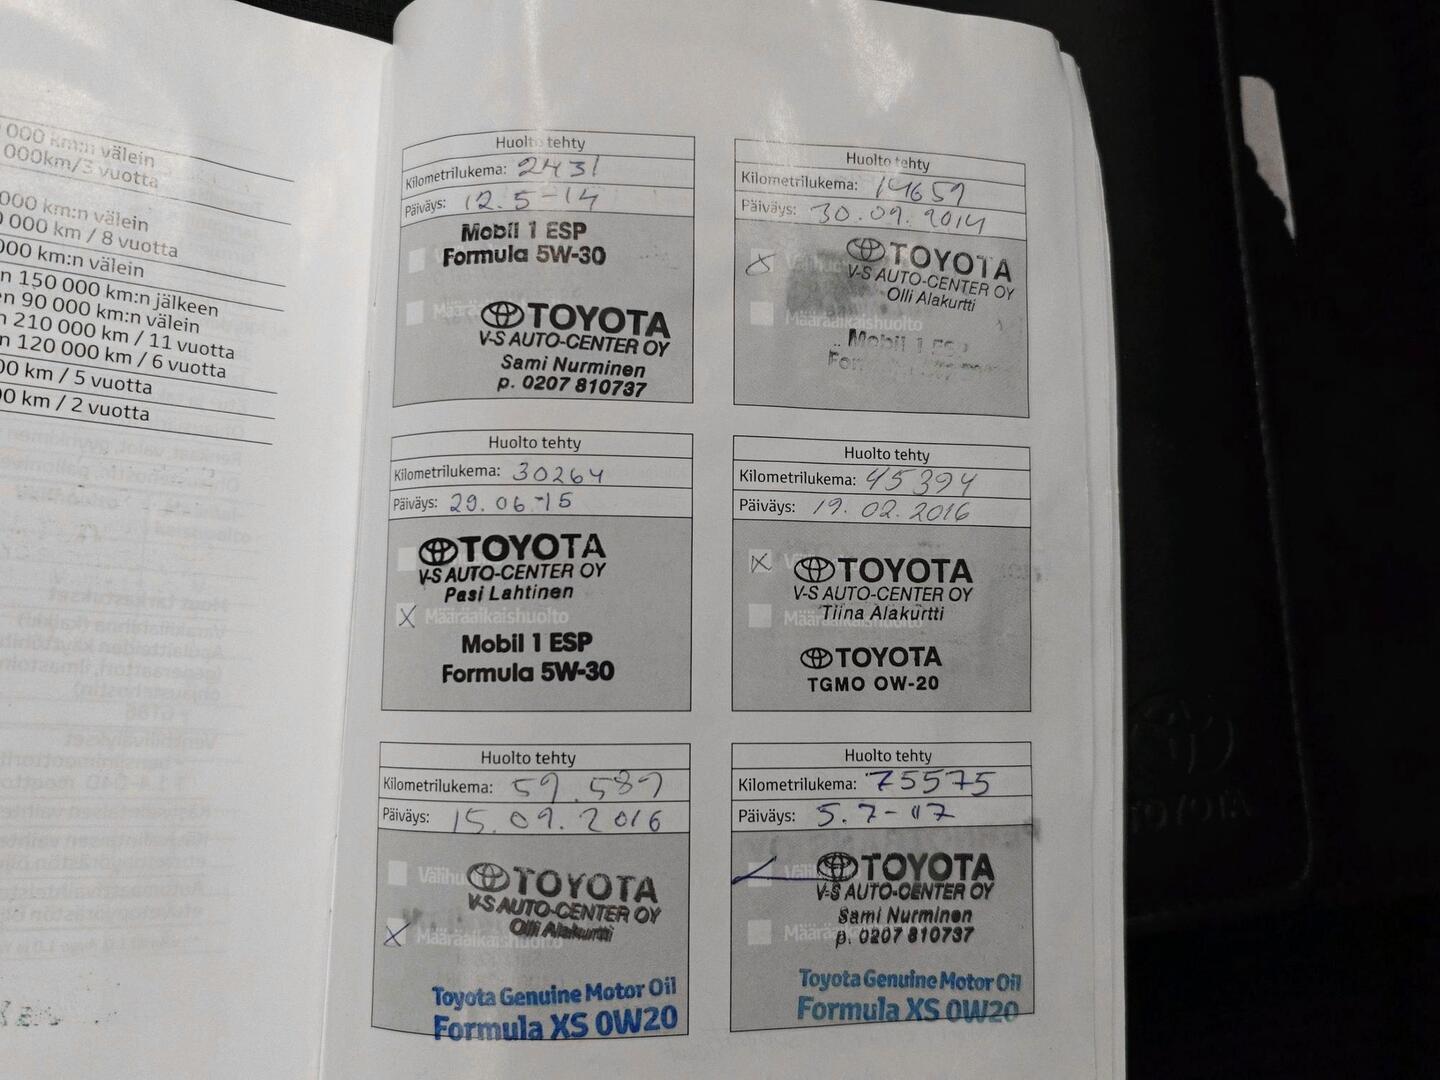 000 km:n välein
000km/3 vuotta
000 km:n välein
000 km / 8 vuotta
000 km:n välein
n 150 000 km:n jälkeen
en 90 000 km:n välein
n 210 000 km / 11 vuotta
n 120 000 km / 6 vuotta
00 km / 5 vuotta
00 km / 2 vuotta
Huolto tehty
Kilometrilukema: 2431
Päiväys: 12.5-14
Mobil 1 ESP
Formula 5W-30
TOYOTA
V-S AUTO-CENTER OY
Sami Nurminen
p. 0207 810737
Huolto tehty
Kilometrilukema: 14659
Päiväys: 30.09.2014
TOYOTA
V-S AUTO-CENTER OY
Olli Alakurtti
Määräaikaishuolto
Mobil 1 ESP
Huolto tehty
Kilometrilukema: 30264
Päiväys: 29.06-15
TOYOTA
V-S AUTO-CENTER OY
Pasi Lahtinen
X Määräaikaishuolto
Mobil 1 ESP
Formula 5W-30
Huolto tehty
Kilometrilukema: 45394
Päiväys: 19.02.2016
X
TOYOTA
V-S AUTO-CENTER OY
Tiina Alakurtti
TOYOTA
TGMO 0W-20
Huolto tehty
Kilometrilukema: 59.589
Päiväys: 15.09.2016
TOYOTA
V-S AUTO-CENTER OY
Olli Alakurtti
X Määräaikaishuolto
Toyota Genuine Motor Oil
Formula XS 0W20
Huolto tehty
Kilometrilukema: 75575
Päiväys: 5.7-17
TOYOTA
V-S AUTO-CENTER OY
Sami Nurminen
p. 0207 810737
Toyota Genuine Motor Oil
Formula XS 0W20